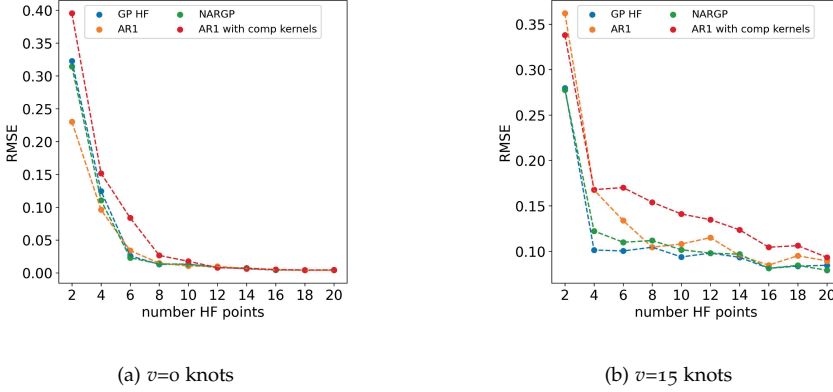 GP HF NARGP
AR1 AR1 with comp kernels
0.40
0.35
0.30
0.25
0.20
0.15
0.10
0.05
0.00
RMSE
2 4 6 8 10 12 14 16 18 20
number HF points
(a) v=0 knots
GP HF NARGP
AR1 AR1 with comp kernels
0.35
0.30
0.25
0.20
0.15
0.10
RMSE
2 4 6 8 10 12 14 16 18 20
number HF points
(b) v=15 knots